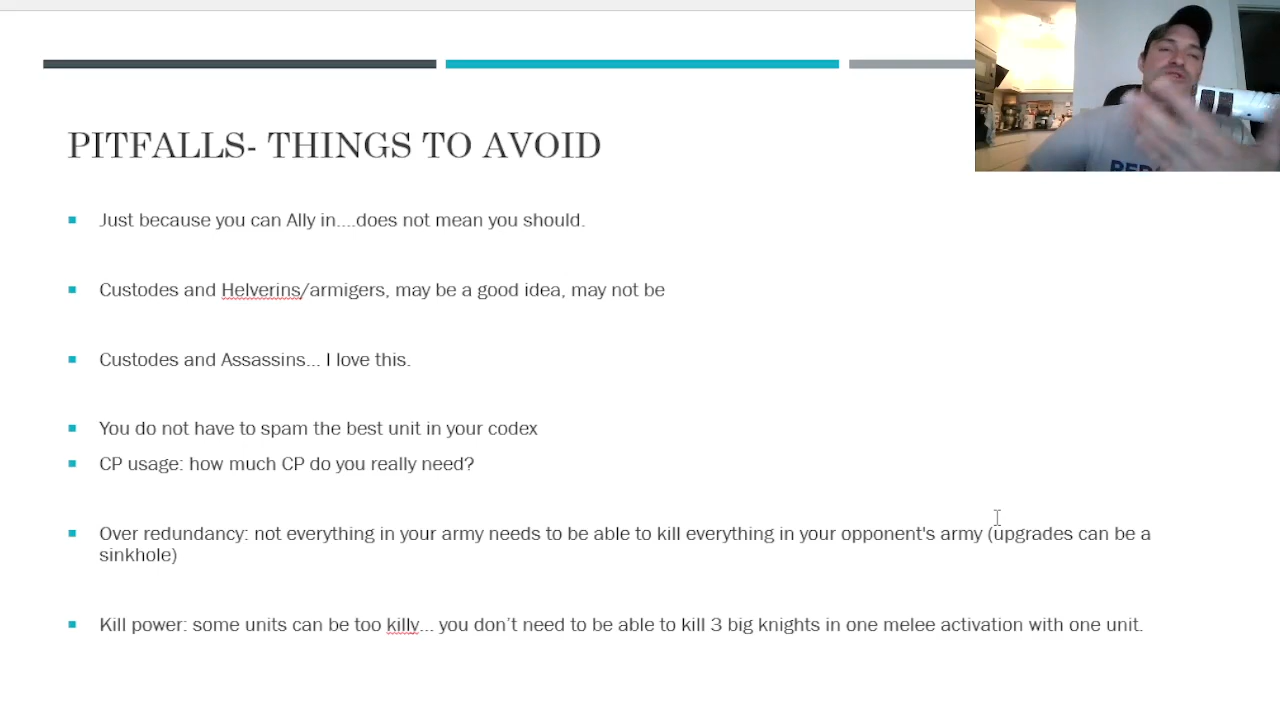 PITFALLS- THINGS TO AVOID
Just because you can Ally in....does not mean you should.
Custodes and Helverins/armigers, may be a good idea, may not be
Custodes and Assassins... I love this.
You do not have to spam the best unit in your codex
CP usage: how much CP do you really need?
Over redundancy: not everything in your army needs to be able to kill everything in your opponent's army (upgrades can be a
sinkhole)
Kill power: some units can be too killy... you don't need to be able to kill 3 big knights in one melee activation with one unit.